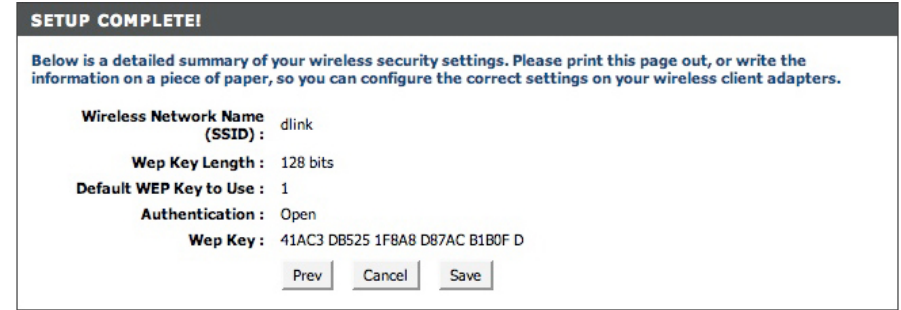 SETUP COMPLETE!
Below is a detailed summary of your wireless security settings. Please print this page out, or write the
information on a piece of paper, so you can configure the correct settings on your wireless client adapters.
Wireless Network Name
(SSID) : dlink
Wep Key Length : 128 bits
Default WEP Key to Use : 1
Authentication : Open
Wep Key : 41AC3 DB525 1F8A8 D87AC B1B0F D
Prev Cancel Save